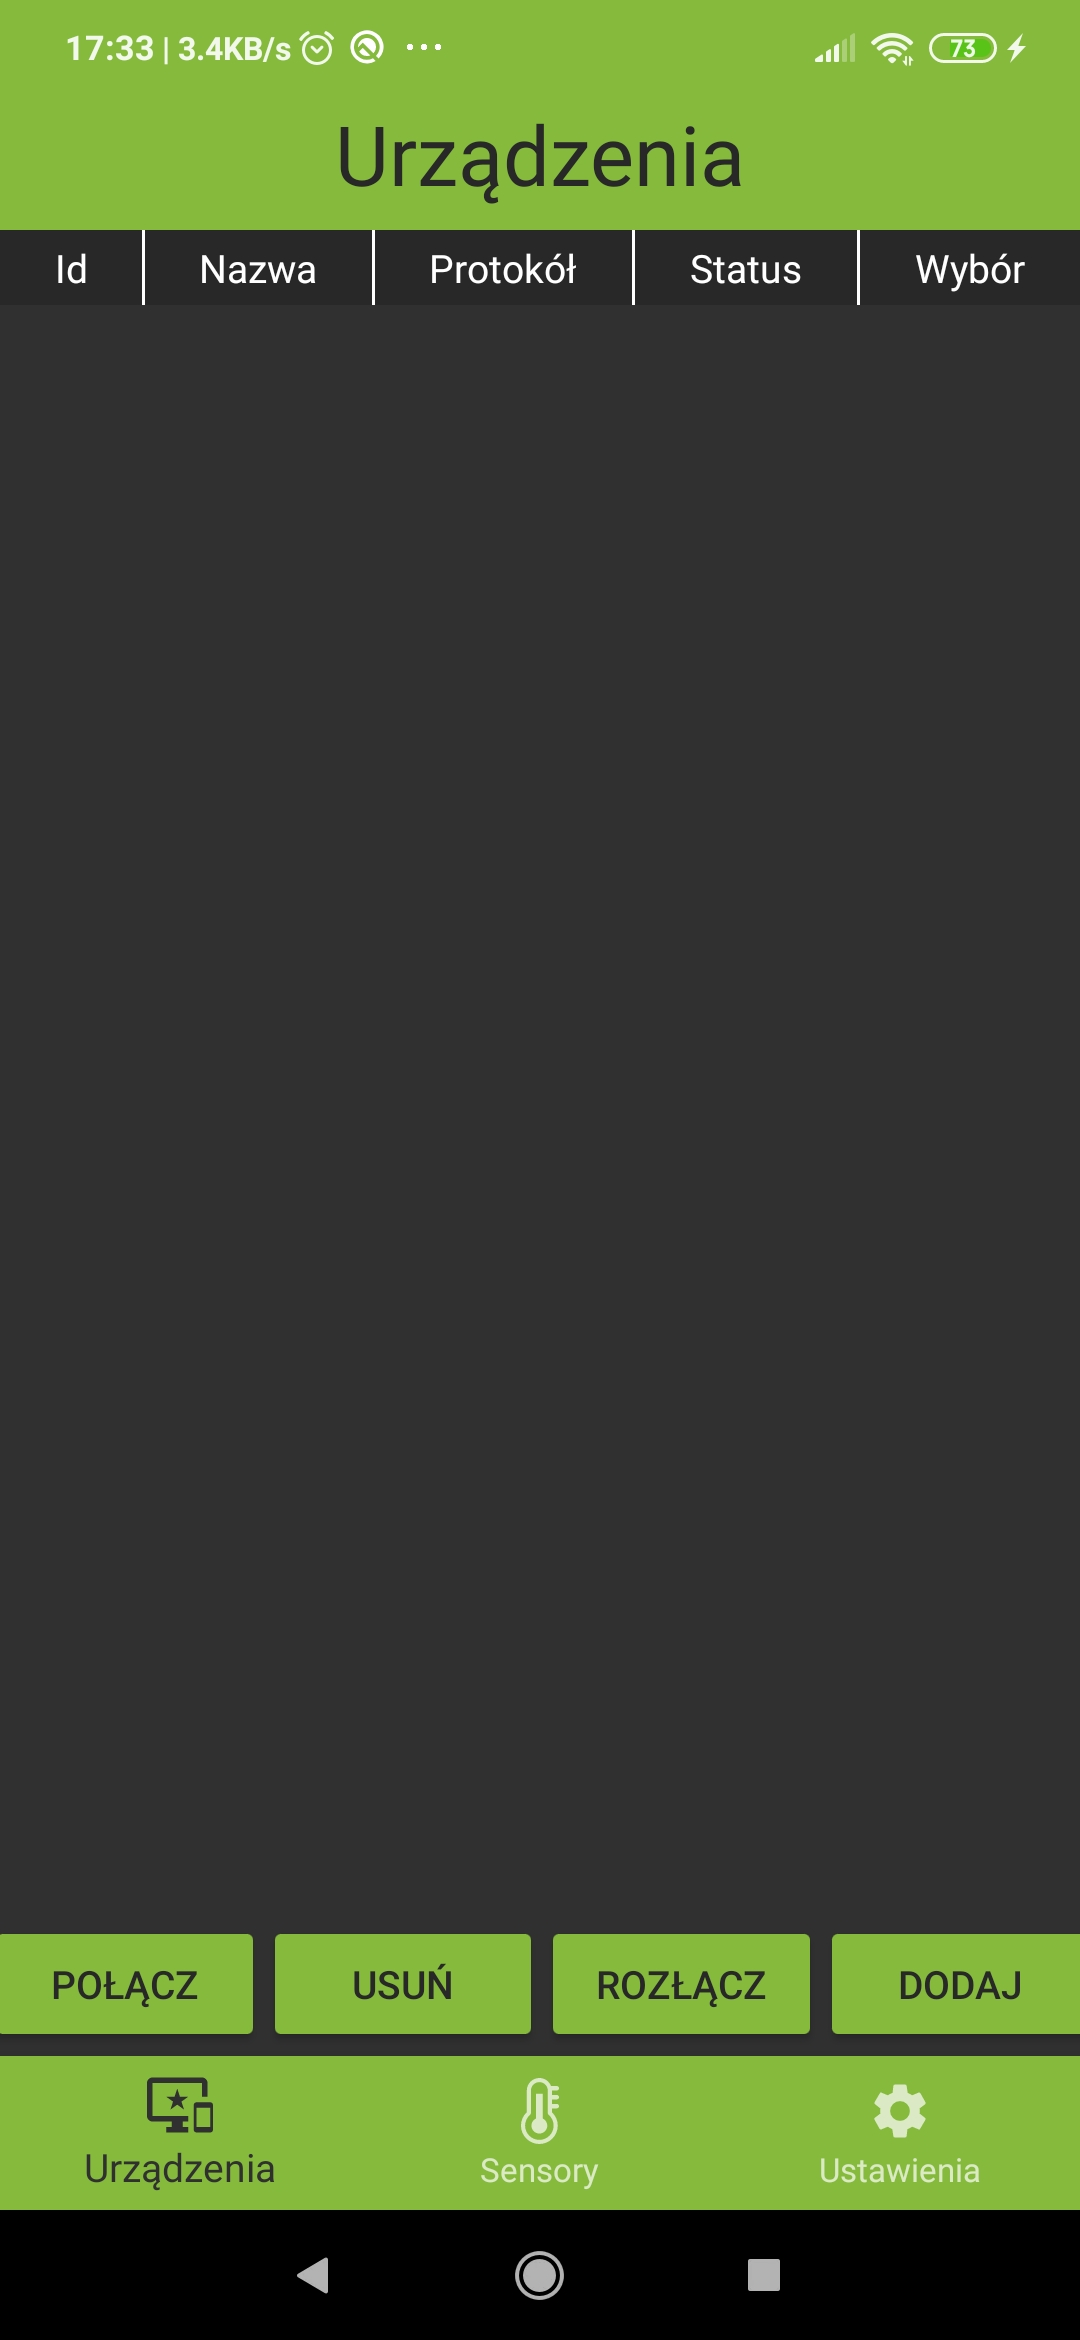 17:33 | 3.4KB/s ... 73
Urządzenia
Id Nazwa Protokół Status Wybór
POŁĄCZ USUŃ ROZŁĄCZ DODAJ
Urządzenia Sensory Ustawienia